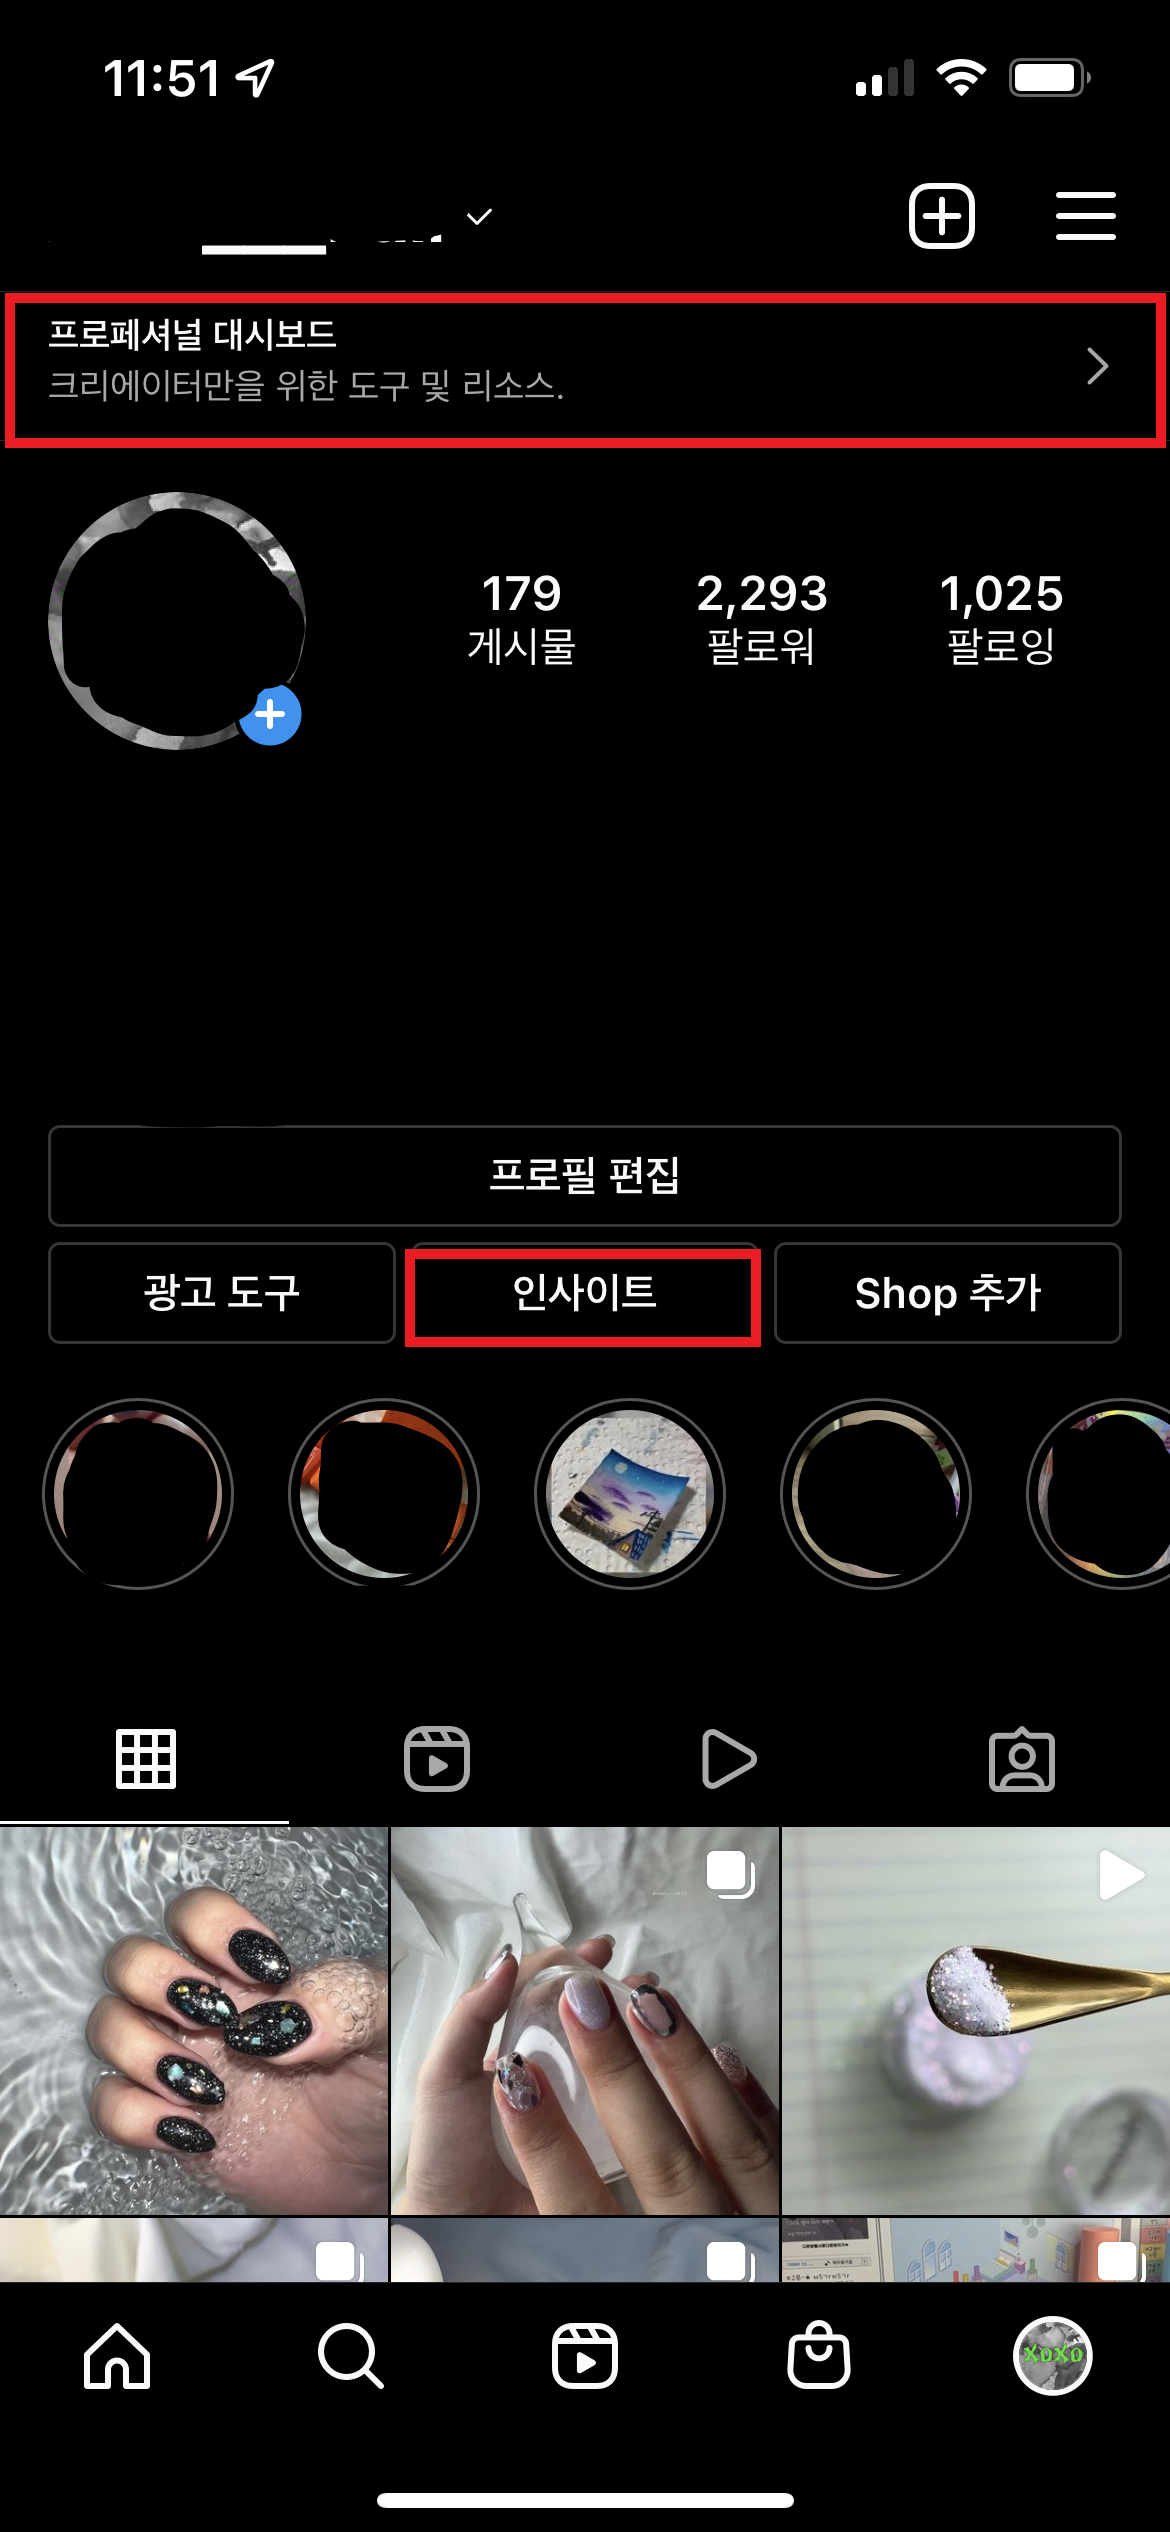 11:51
프로페셔널 대시보드
크리에이터만을 위한 도구 및 리소스.
179
게시물
2,293
팔로워
1,025
팔로잉
프로필 편집
광고 도구
인사이트
Shop 추가
XOXO